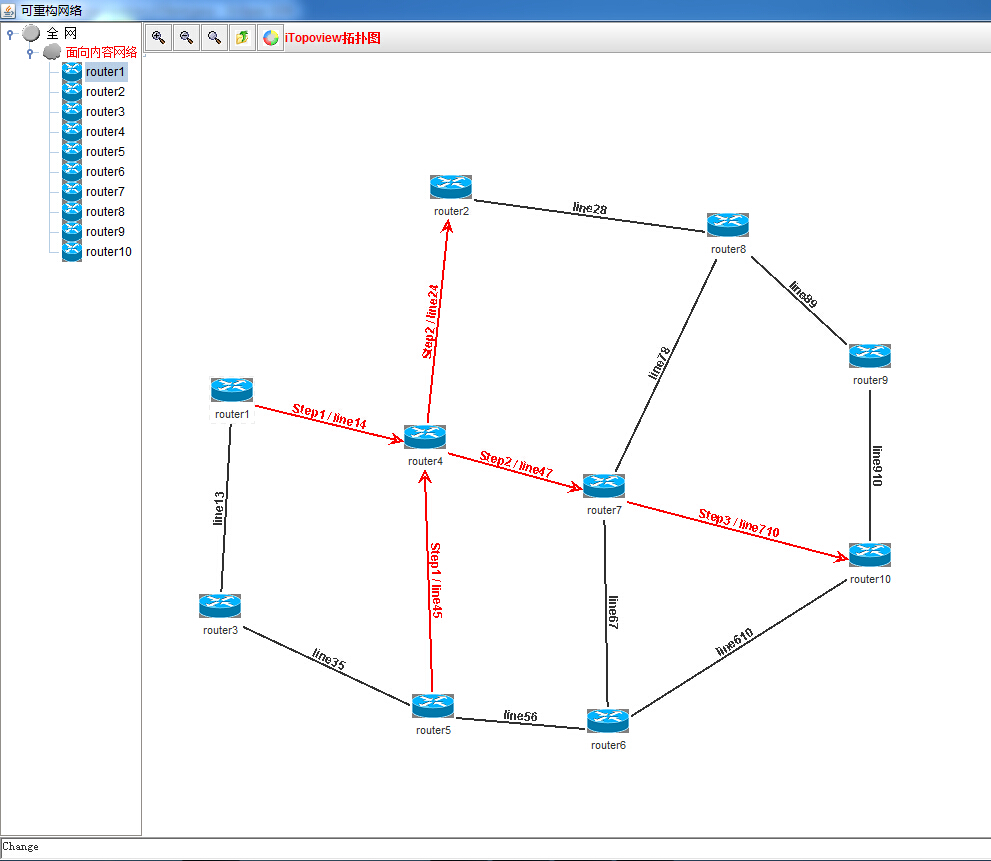 可重构网络
全 网
面向内容网络
router1
router2
router3
router4
router5
router6
router7
router8
router9
router10
iTopoview拓扑图
router2
line28
router8
line89
Step2 / line24
line78
router9
router1
Step1 / line14
router4
Step2 / line47
line910
line13
router7
Step3 / line710
router10
Step1 / line45
line67
router3
line610
line35
router5
line56
router6
Change